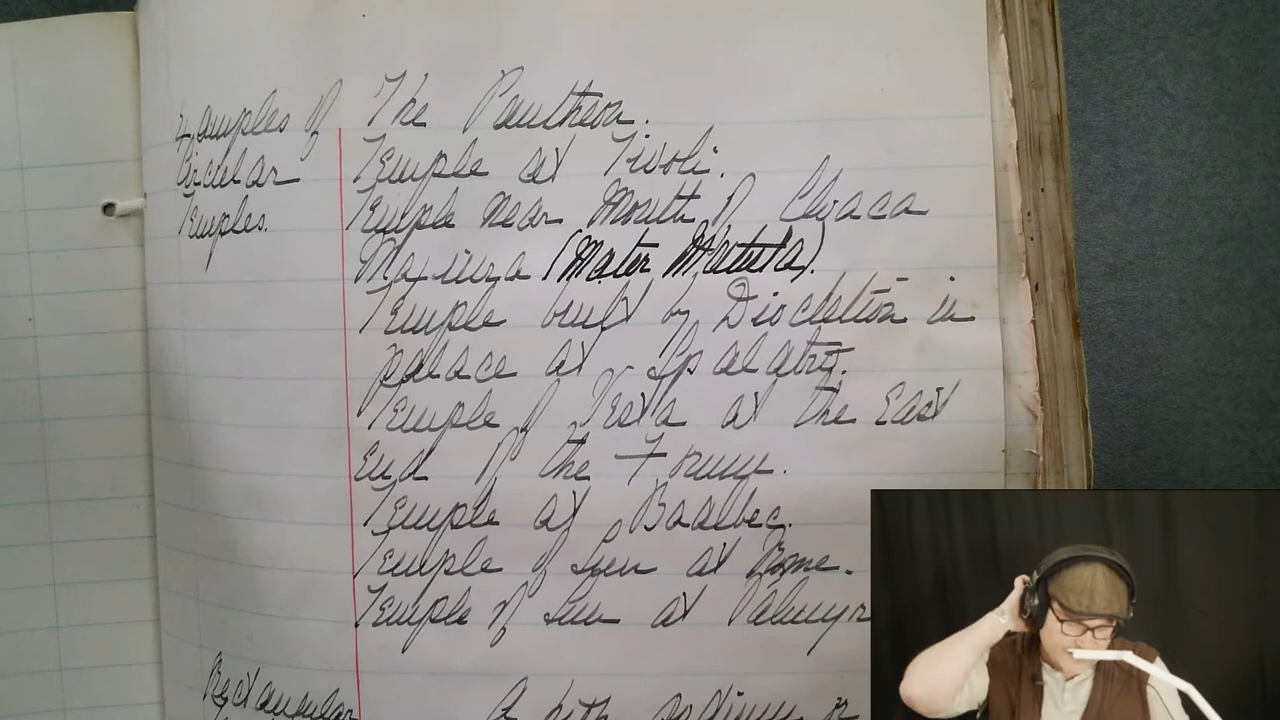 Examples of
Circular
Temples.
The Pantheon.
Temple at Tivoli.
Temple near Mouth of Cloaca
Maxima (Mater Matuta).
Temple built by Diocletian in
palace at Spalatro.
Temple of Vesta at the East
End of the Forum.
Temple at Baalbec.
Temple of Sun at Rome.
Temple of Sun at Palmyr
Rectangular